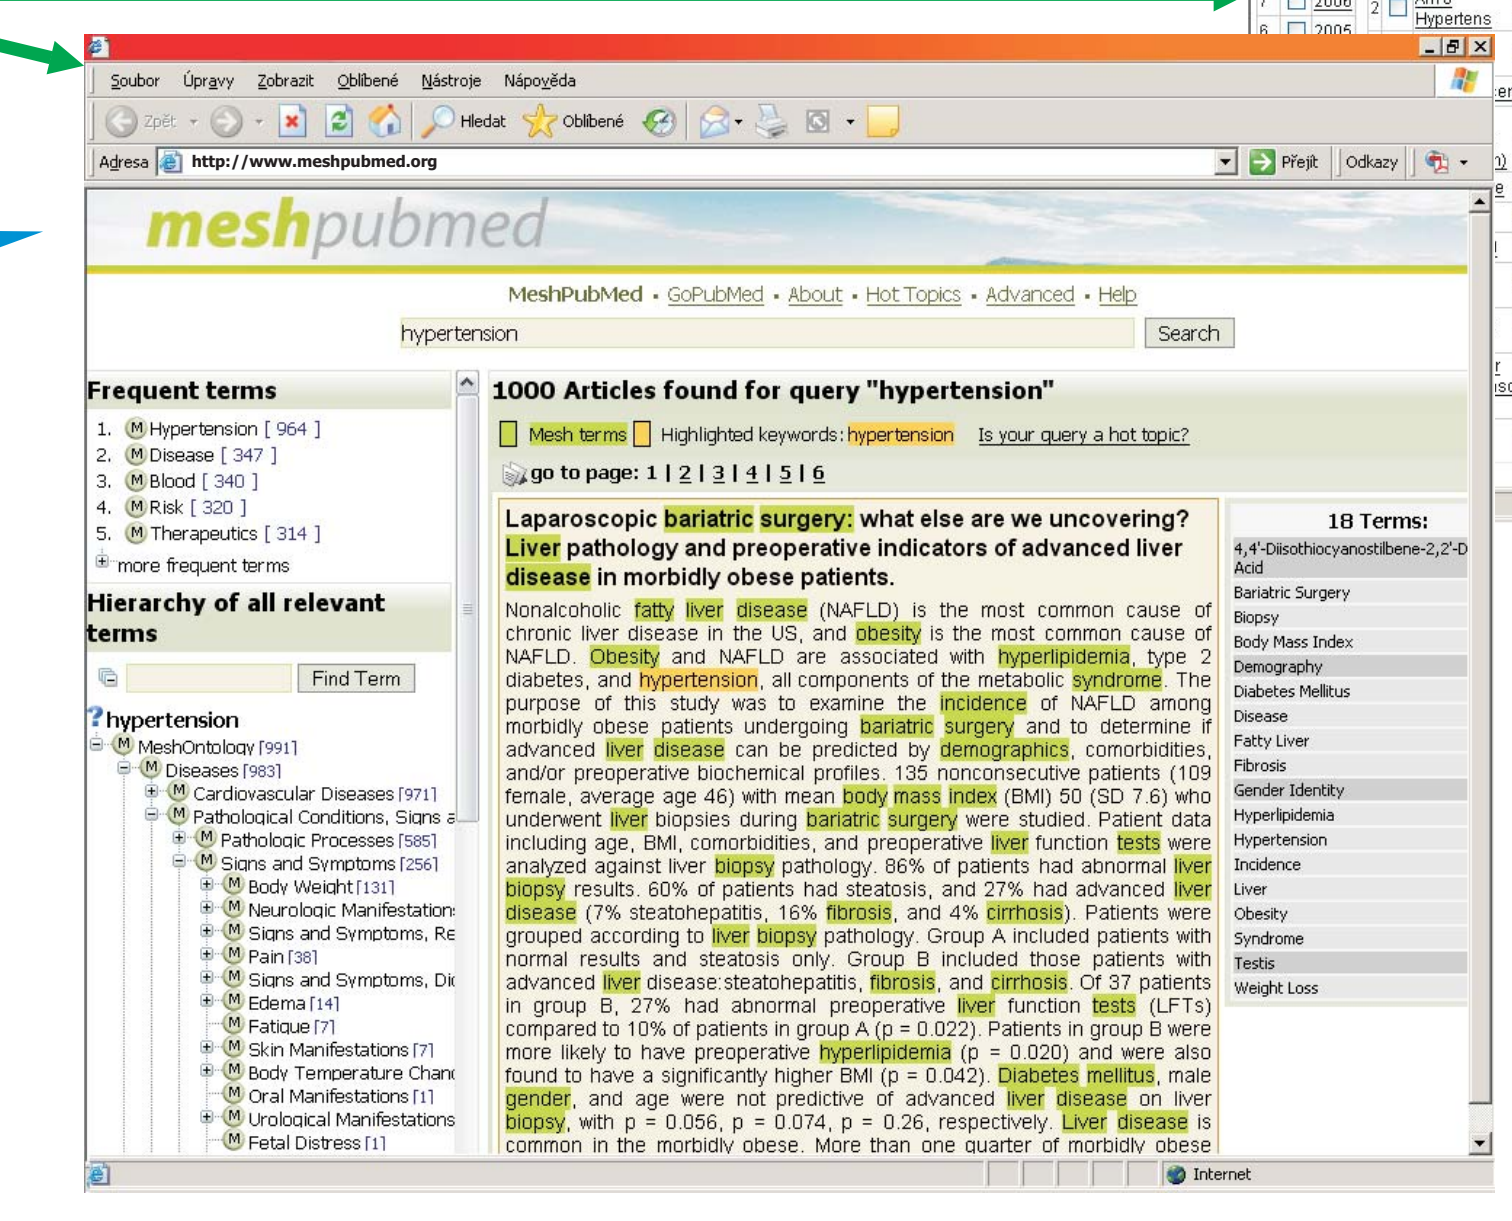 7 2006 2 Anti
Hypertens
6 2005
Soubor Úpravy Zobrazit Oblíbené Nástroje Nápověda
Zpět Hledat Oblíbené
Adresa http://www.meshpubmed.org Přejít Odkazy
meshpubmed
MeshPubMed • GoPubMed • About • Hot Topics • Advanced • Help
hypertension Search
Frequent terms
1. M Hypertension [ 964 ]
2. M Disease [ 347 ]
3. M Blood [ 340 ]
4. M Risk [ 320 ]
5. M Therapeutics [ 314 ]
more frequent terms
Hierarchy of all relevant
terms
Find Term
? hypertension
M MeshOntology [991]
M Diseases [983]
M Cardiovascular Diseases [971]
M Pathological Conditions, Signs a
M Pathologic Processes [585]
M Signs and Symptoms [256]
M Body Weight [131]
M Neurologic Manifestation
M Signs and Symptoms, Re
M Pain [38]
M Signs and Symptoms, Di
M Edema [14]
M Fatigue [7]
M Skin Manifestations [7]
M Body Temperature Chan
M Oral Manifestations [1]
M Urological Manifestations
M Fetal Distress [1]
1000 Articles found for query "hypertension"
Mesh terms Highlighted keywords: hypertension Is your query a hot topic?
go to page: 1 | 2 | 3 | 4 | 5 | 6
Laparoscopic bariatric surgery: what else are we uncovering?
Liver pathology and preoperative indicators of advanced liver
disease in morbidly obese patients.
Nonalcoholic fatty liver disease (NAFLD) is the most common cause of
chronic liver disease in the US, and obesity is the most common cause of
NAFLD. Obesity and NAFLD are associated with hyperlipidemia, type 2
diabetes, and hypertension, all components of the metabolic syndrome. The
purpose of this study was to examine the incidence of NAFLD among
morbidly obese patients undergoing bariatric surgery and to determine if
advanced liver disease can be predicted by demographics, comorbidities,
and/or preoperative biochemical profiles. 135 nonconsecutive patients (109
female, average age 46) with mean body mass index (BMI) 50 (SD 7.6) who
underwent liver biopsies during bariatric surgery were studied. Patient data
including age, BMI, comorbidities, and preoperative liver function tests were
analyzed against liver biopsy pathology. 86% of patients had abnormal liver
biopsy results. 60% of patients had steatosis, and 27% had advanced liver
disease (7% steatohepatitis, 16% fibrosis, and 4% cirrhosis). Patients were
grouped according to liver biopsy pathology. Group A included patients with
normal results and steatosis only. Group B included those patients with
advanced liver disease:steatohepatitis, fibrosis, and cirrhosis. Of 37 patients
in group B, 27% had abnormal preoperative liver function tests (LFTs)
compared to 10% of patients in group A (p = 0.022). Patients in group B were
more likely to have preoperative hyperlipidemia (p = 0.020) and were also
found to have a significantly higher BMI (p = 0.042). Diabetes mellitus, male
gender, and age were not predictive of advanced liver disease on liver
biopsy, with p = 0.056, p = 0.074, p = 0.26, respectively. Liver disease is
common in the morbidly obese. More than one quarter of morbidly obese
18 Terms:
4,4'-Diisothiocyanostilbene-2,2'-D
Acid
Bariatric Surgery
Biopsy
Body Mass Index
Demography
Diabetes Mellitus
Disease
Fatty Liver
Fibrosis
Gender Identity
Hyperlipidemia
Hypertension
Incidence
Liver
Obesity
Syndrome
Testis
Weight Loss
Internet